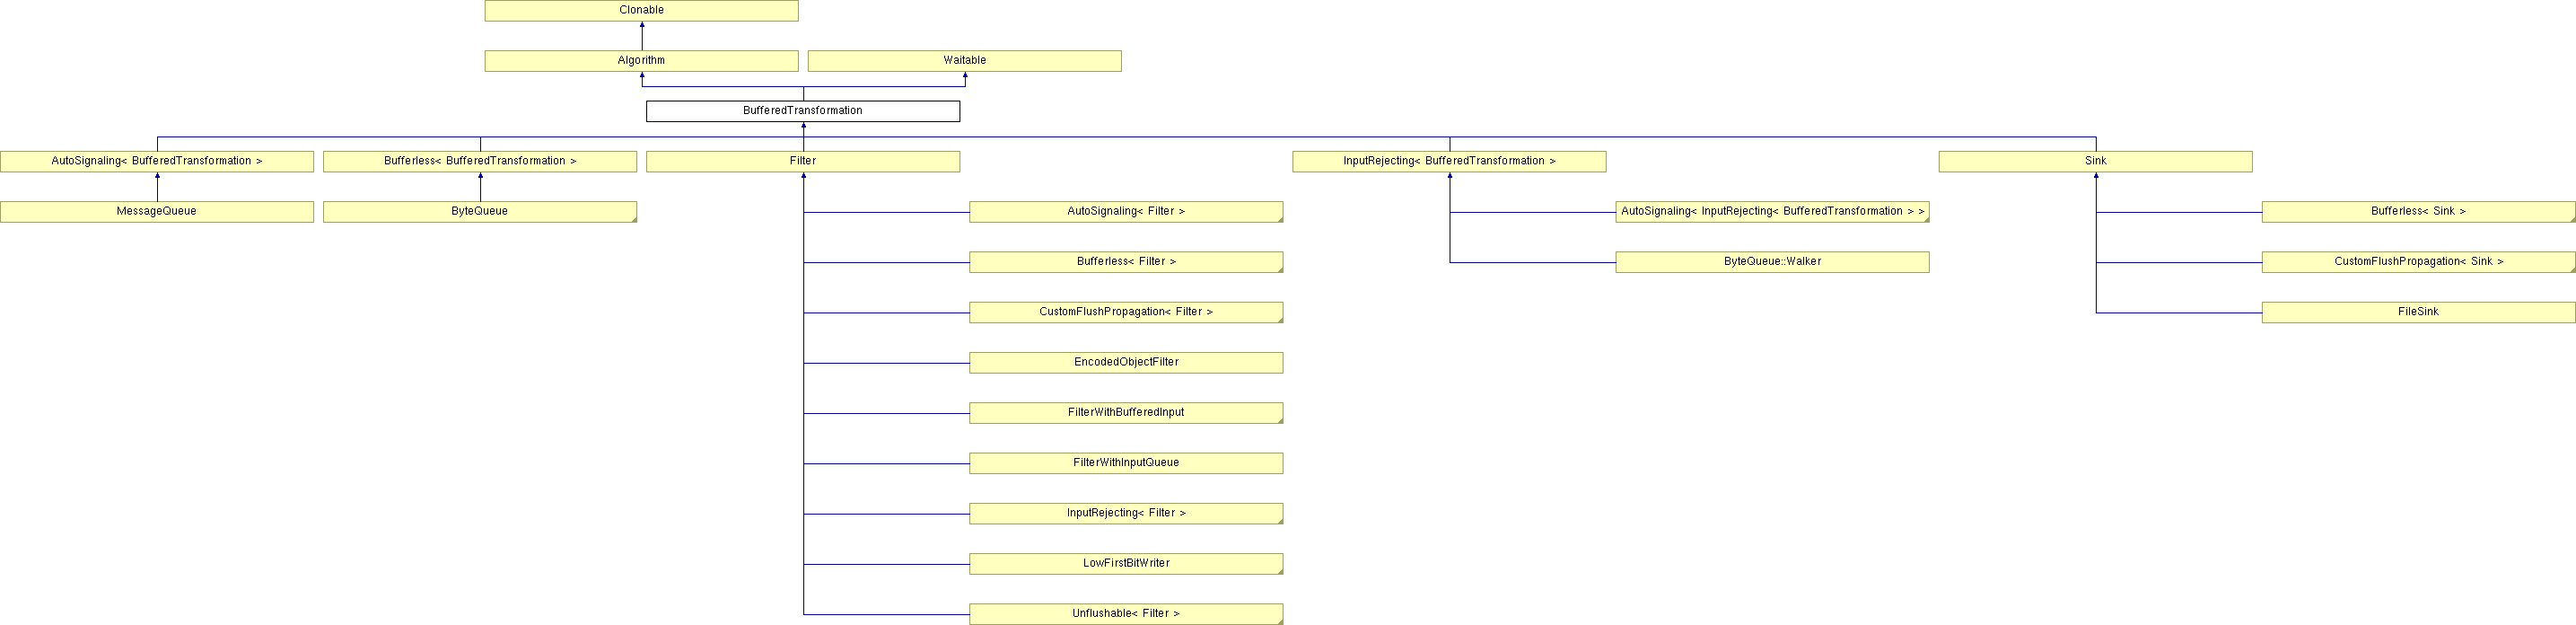 Clonable
Algorithm
Waitable
BufferedTransformation
AutoSignaling< BufferedTransformation >
Bufferless< BufferedTransformation >
Filter
InputRejecting< BufferedTransformation >
Sink
MessageQueue
ByteQueue
AutoSignaling< Filter >
AutoSignaling< InputRejecting< BufferedTransformation > >
Bufferless< Sink >
Bufferless< Filter >
ByteQueue::Walker
CustomFlushPropagation< Sink >
CustomFlushPropagation< Filter >
FileSink
EncodedObjectFilter
FilterWithBufferedInput
FilterWithInputQueue
InputRejecting< Filter >
LowFirstBitWriter
Unflushable< Filter >